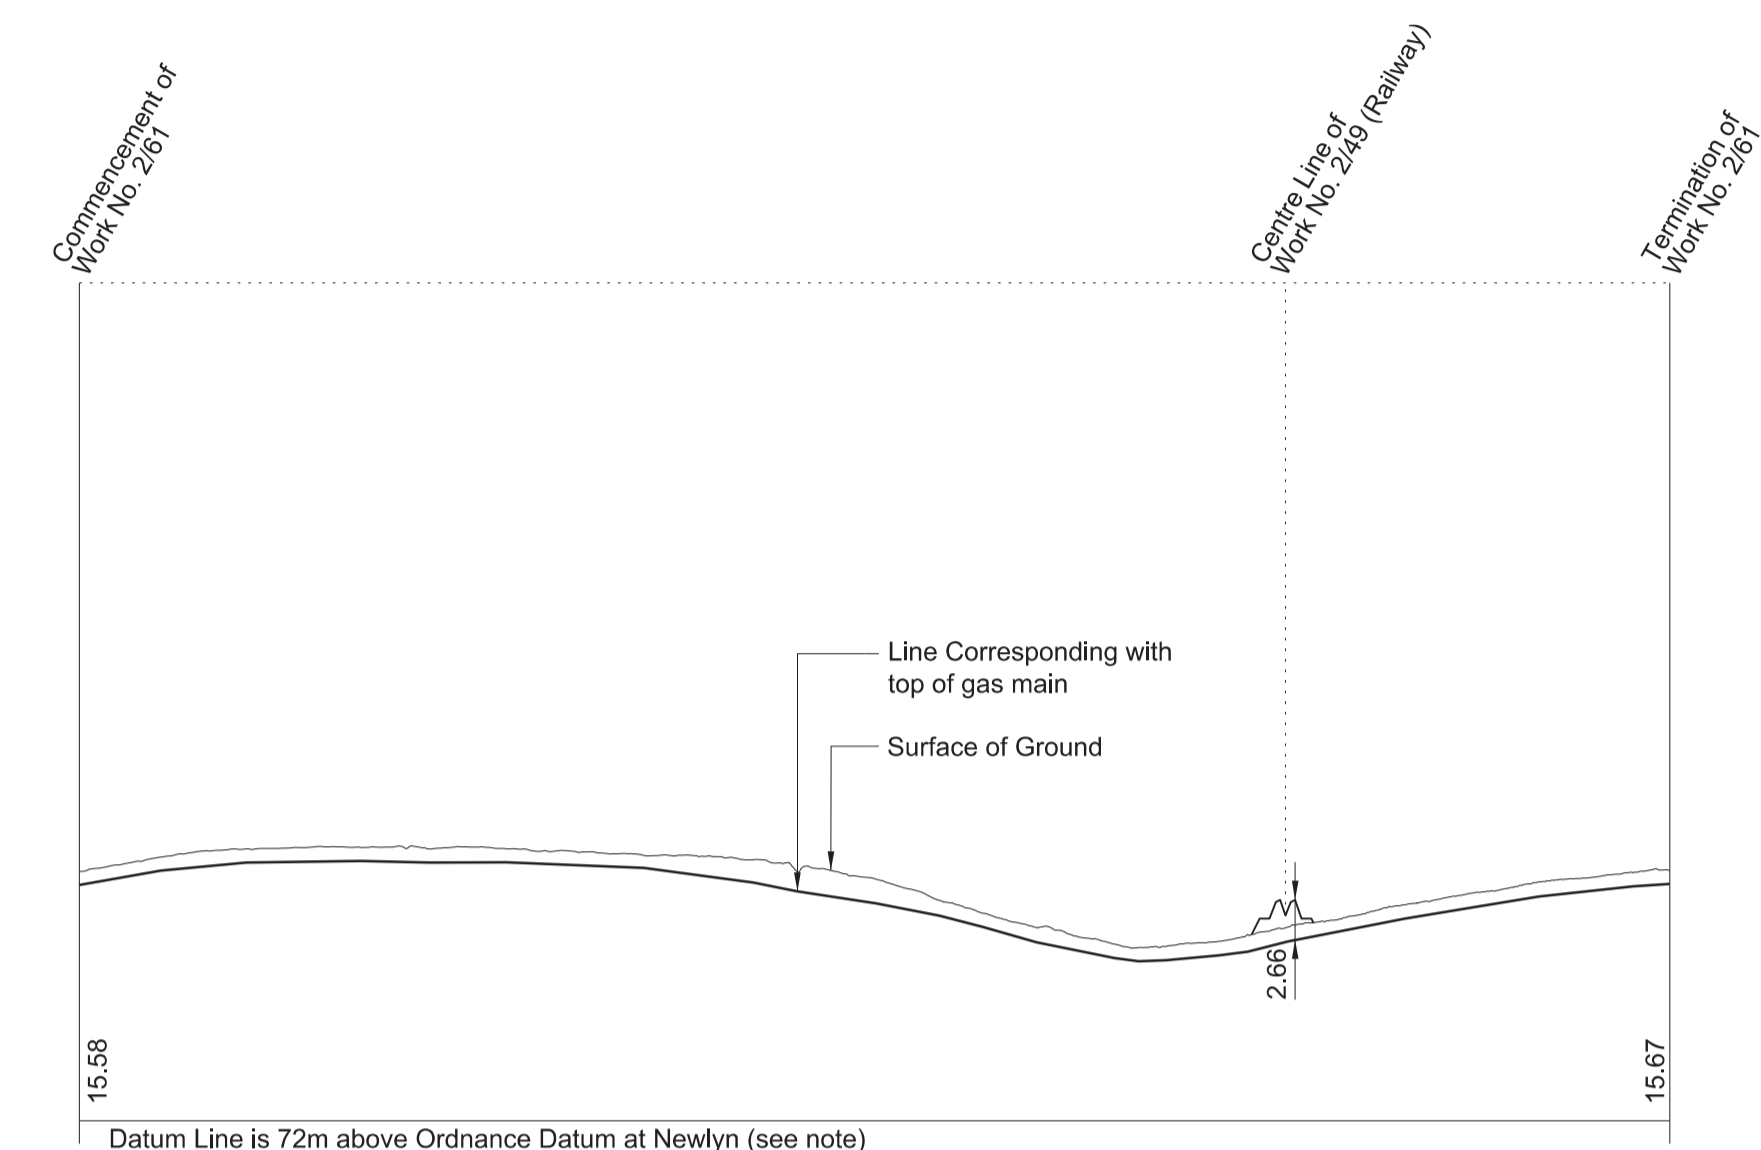 Commencement of
Work No. 2/61
Centre Line of
Work No. 2/49 (Railway)
Termination of
Work No. 2/61
Line Corresponding with
top of gas main
Surface of Ground
2.66
15.58
15.67
Datum Line is 72m above Ordnance Datum at Newlyn (see note)